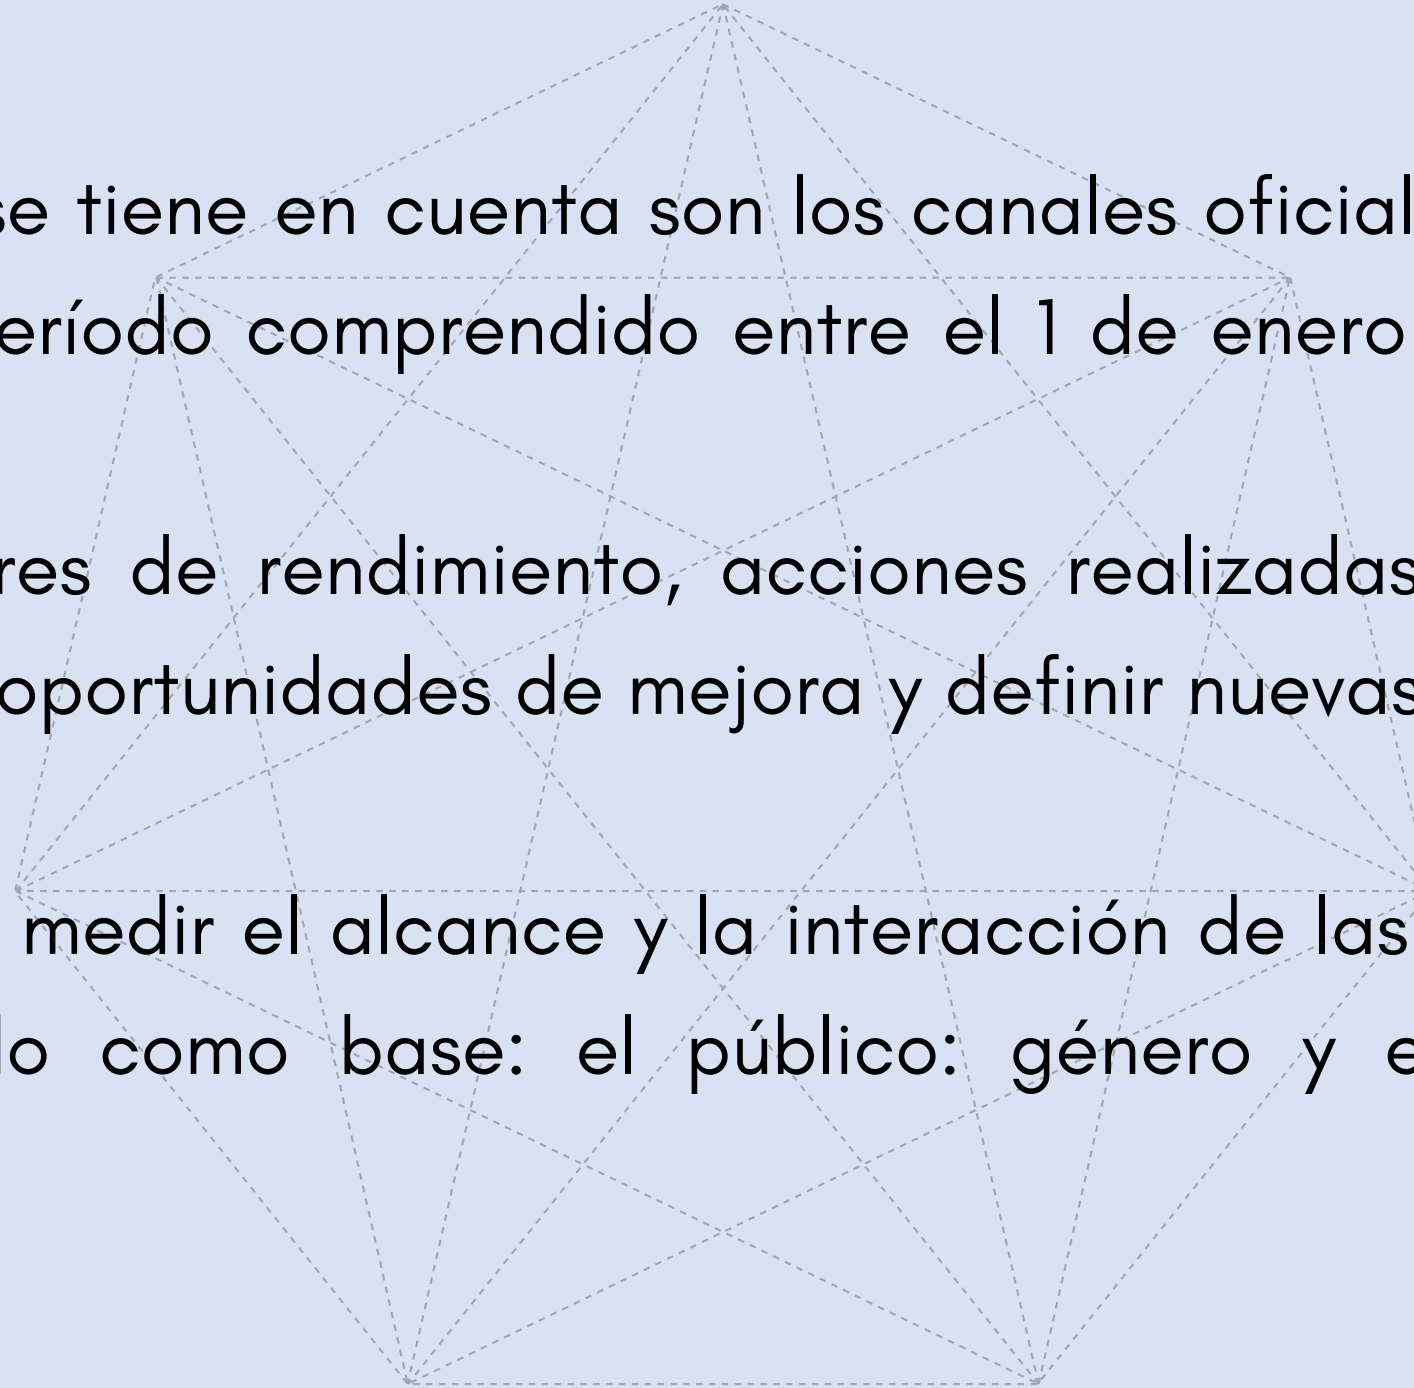 se tiene en cuenta son los canales oficial
eríodo comprendido entre el 1 de enero
res de rendimiento, acciones realizadas
oportunidades de mejora y definir nuevas
medir el alcance y la interacción de las
do como base: el público: género y e